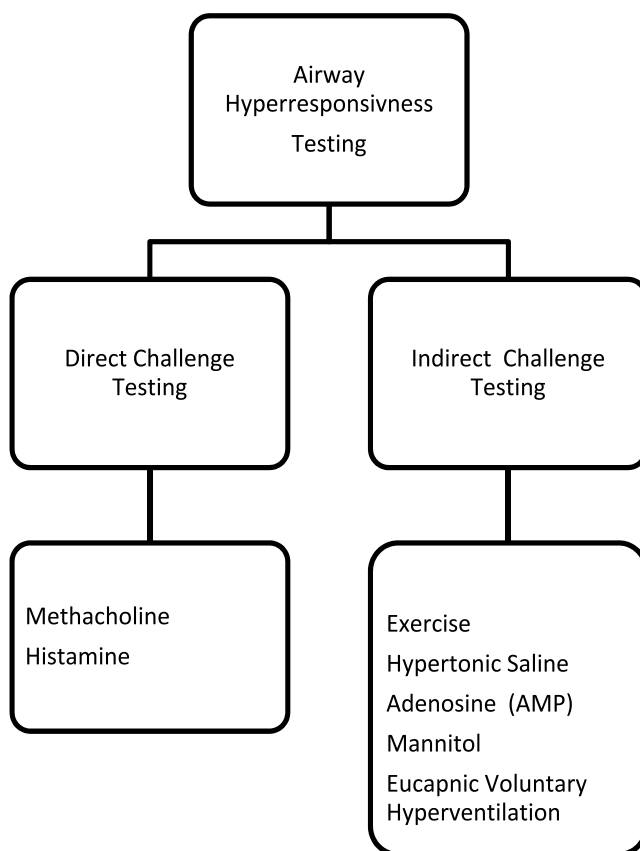 Airway
Hyperresponsivness
Testing
Direct Challenge
Testing
Indirect Challenge
Testing
Methacholine
Histamine
Exercise
Hypertonic Saline
Adenosine (AMP)
Mannitol
Eucapnic Voluntary
Hyperventilation